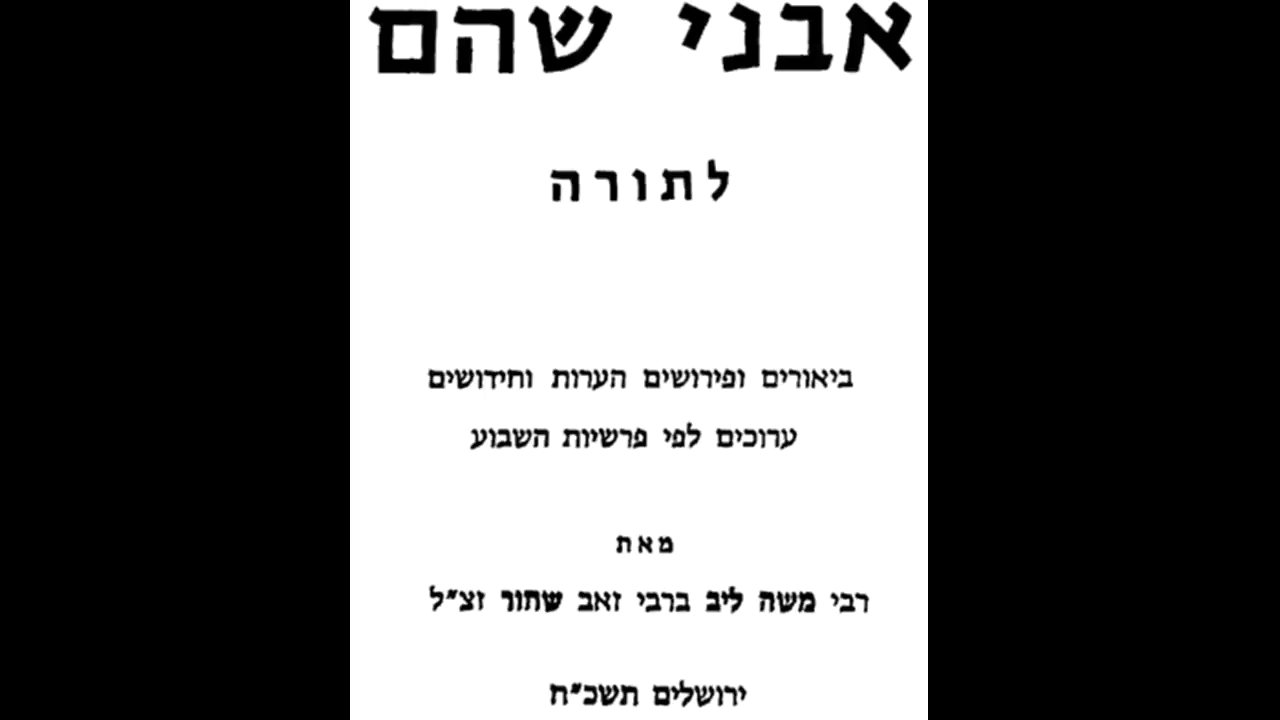 אבני שהם
לתורה
ביאורים ופירושים הערות וחידושים
ערוכים לפי פרשיות השבוע
מאת
רבי משה ליב ברבי זאב שחור זצ״ל
ירושלים תשכ״ח